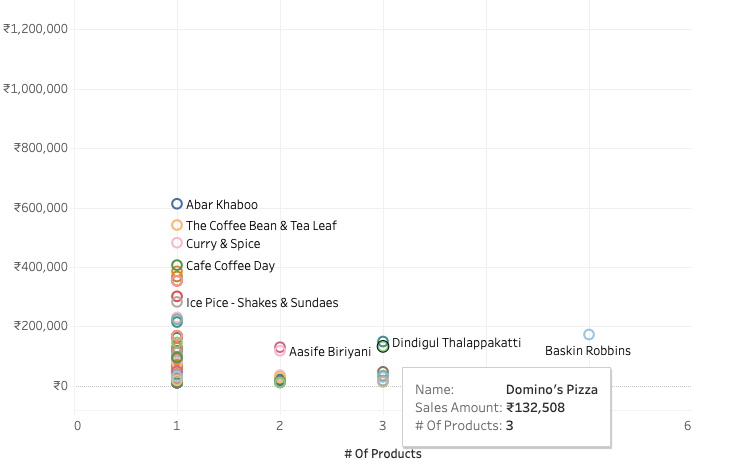 ₹1,200,000
₹1,000,000
₹800,000
₹600,000
₹400,000
₹200,000
₹0
Abar Khaboo
The Coffee Bean & Tea Leaf
Curry & Spice
Cafe Coffee Day
Ice Pice - Shakes & Sundaes
Aasife Biriyani
Dindigul Thalappakatti
Baskin Robbins
Name: Domino's Pizza
Sales Amount: ₹132,508
# Of Products: 3
0 1 2 3 6
# Of Products